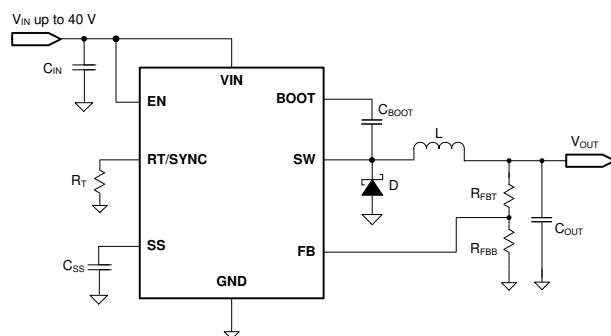 V_IN up to 40 V
C_IN
VIN
EN
BOOT
C_BOOT
L
V_OUT
RT/SYNC
SW
R_T
D
R_FBT
C_OUT
SS
FB
R_FBB
C_SS
GND